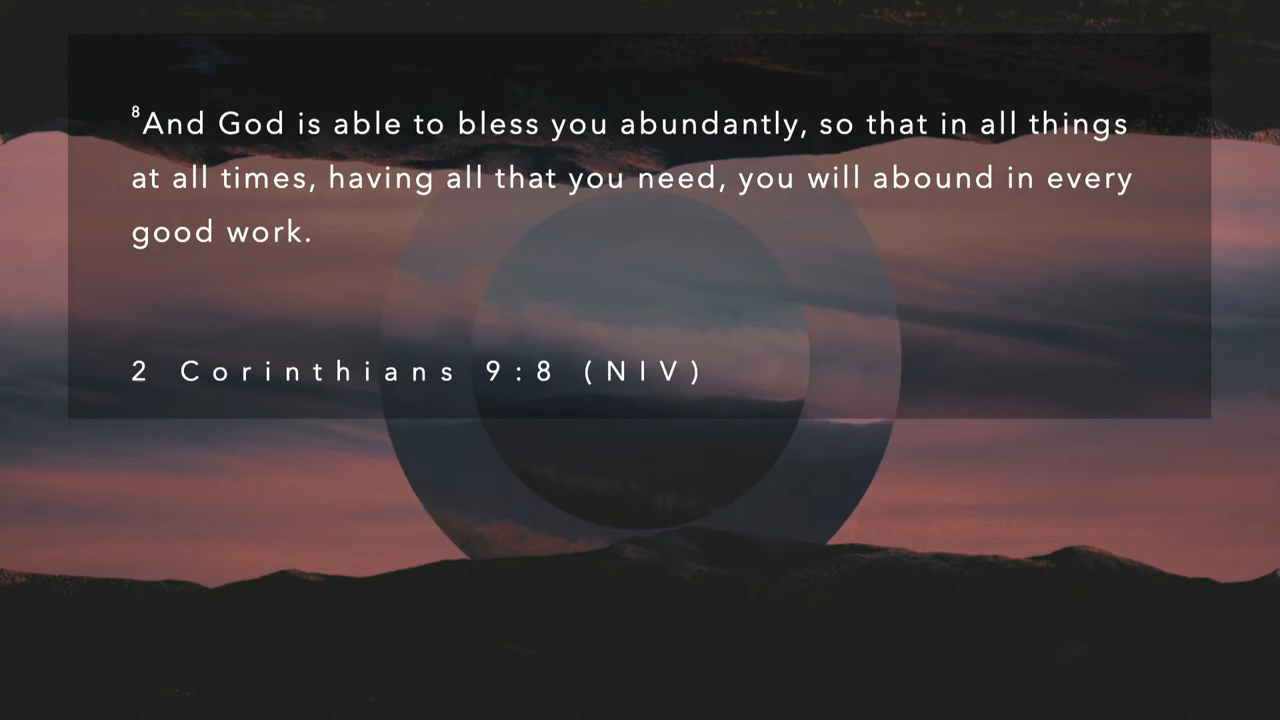 ⁸And God is able to bless you abundantly, so that in all things
at all times, having all that you need, you will abound in every
good work.
2 Corinthians 9:8 (NIV)